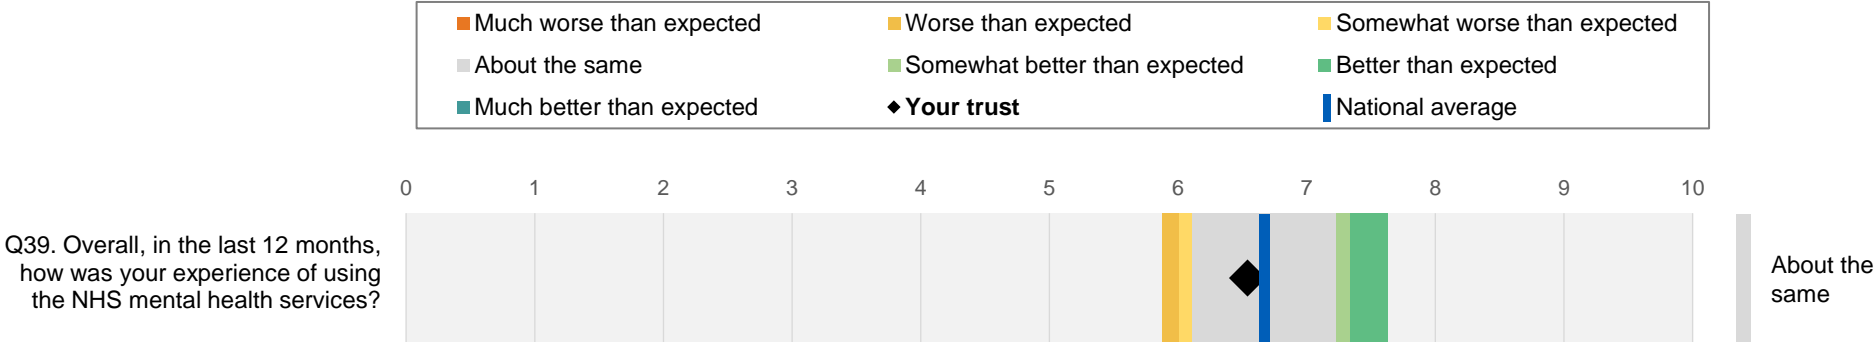 Much worse than expected
Worse than expected
Somewhat worse than expected
About the same
Somewhat better than expected
Better than expected
Much better than expected
Your trust
National average
0 1 2 3 4 5 6 7 8 9 10
Q39. Overall, in the last 12 months,
how was your experience of using
the NHS mental health services?
About the
same